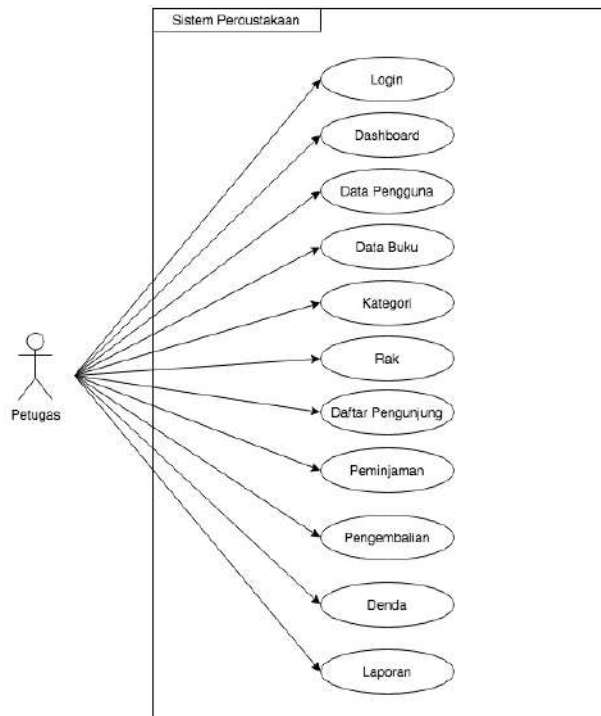 Sistem Perpustakaan
Login
Dashboard
Data Pengguna
Data Buku
Kategori
Rak
Petugas
Daftar Pengunjung
Peminjaman
Pengembalian
Denda
Laporan